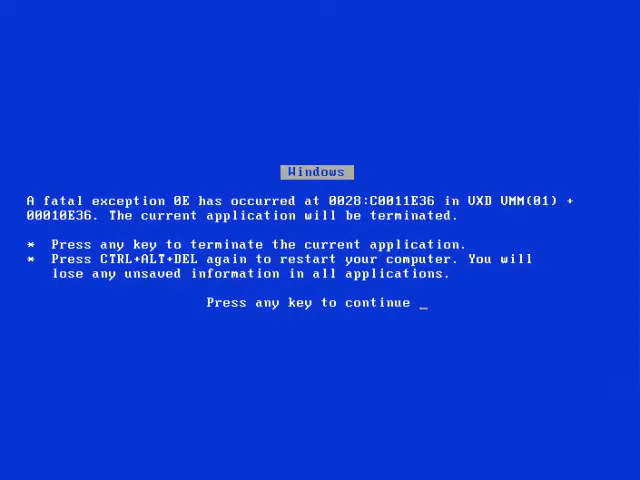 Windows
A fatal exception 0E has occurred at 0028:C0011E36 in VXD VMM(01) +
00010E36. The current application will be terminated.
* Press any key to terminate the current application.
* Press CTRL+ALT+DEL again to restart your computer. You will
lose any unsaved information in all applications.
Press any key to continue _